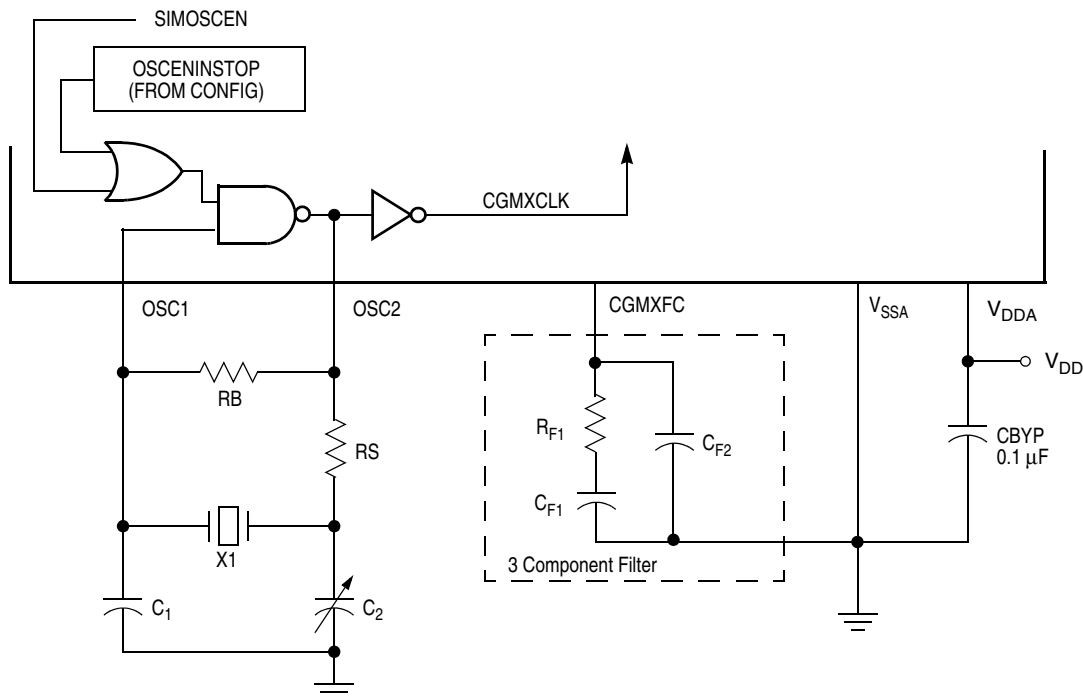 SIMOSCEN
OSCENINSTOP
(FROM CONFIG)
CGMXCLK
OSC1
OSC2
CGMXFC
VSSA
VDDA
VDD
RB
RS
RF1
CF2
CBYP
0.1 µF
CF1
X1
3 Component Filter
C1
C2